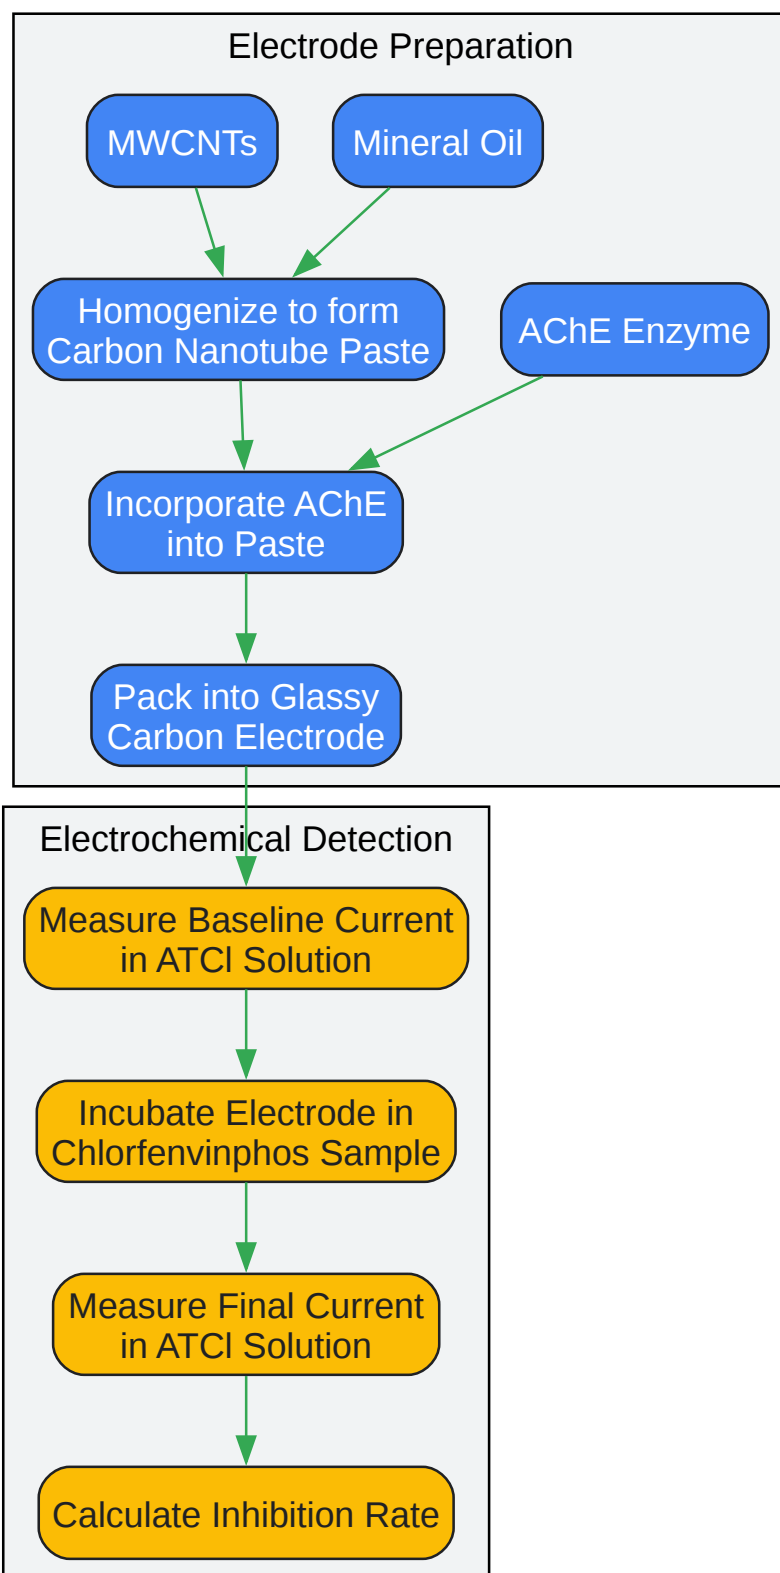 Electrode Preparation
MWCNTs
Mineral Oil
Homogenize to form
Carbon Nanotube Paste
AChE Enzyme
Incorporate AChE
into Paste
Pack into Glassy
Carbon Electrode
Electrochemical Detection
Measure Baseline Current
in ATCl Solution
Incubate Electrode in
Chlorfenvinphos Sample
Measure Final Current
in ATCl Solution
Calculate Inhibition Rate